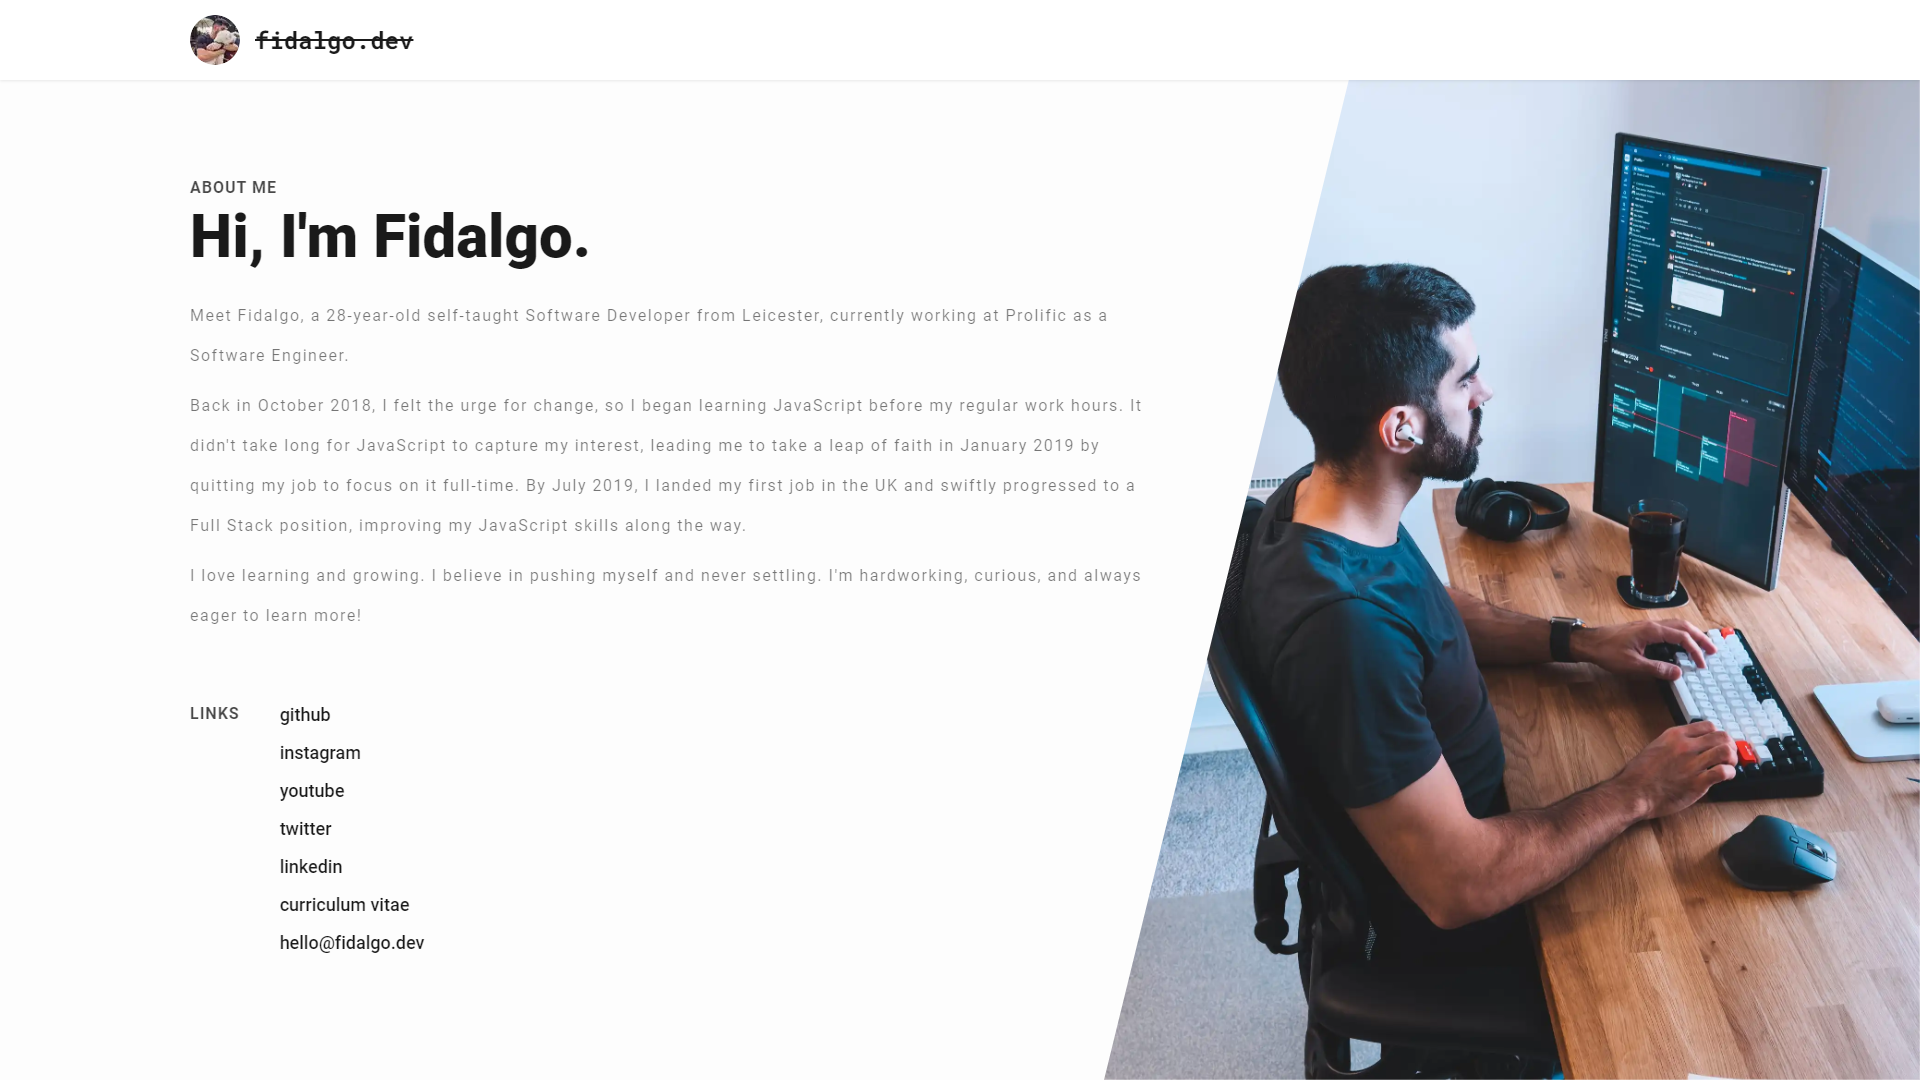 fidalgo.dev
ABOUT ME
Hi, I'm Fidalgo.
Meet Fidalgo, a 28-year-old self-taught Software Developer from Leicester, currently working at Prolific as a
Software Engineer.
Back in October 2018, I felt the urge for change, so I began learning JavaScript before my regular work hours. It
didn't take long for JavaScript to capture my interest, leading me to take a leap of faith in January 2019 by
quitting my job to focus on it full-time. By July 2019, I landed my first job in the UK and swiftly progressed to a
Full Stack position, improving my JavaScript skills along the way.
I love learning and growing. I believe in pushing myself and never settling. I'm hardworking, curious, and always
eager to learn more!
LINKS
github
instagram
youtube
twitter
linkedin
curriculum vitae
hello@fidalgo.dev
February 2024